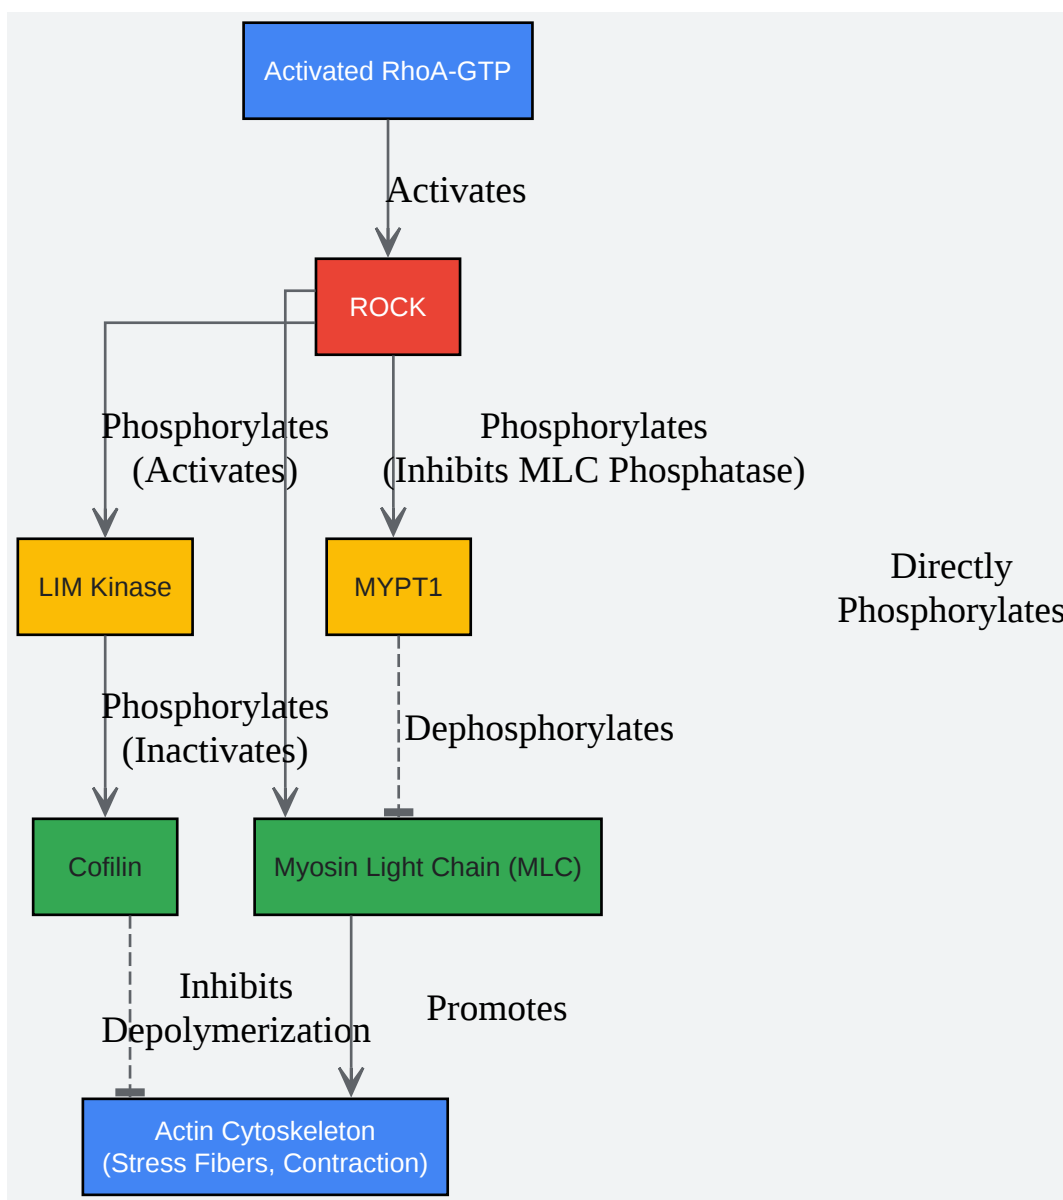 Activated RhoA-GTP
Activates
ROCK
Phosphorylates
(Activates)
Phosphorylates
(Inhibits MLC Phosphatase)
LIM Kinase
MYPT1
Directly
Phosphorylates
Phosphorylates
(Inactivates)
Dephosphorylates
Cofilin
Myosin Light Chain (MLC)
Inhibits
Depolymerization
Promotes
Actin Cytoskeleton
(Stress Fibers, Contraction)